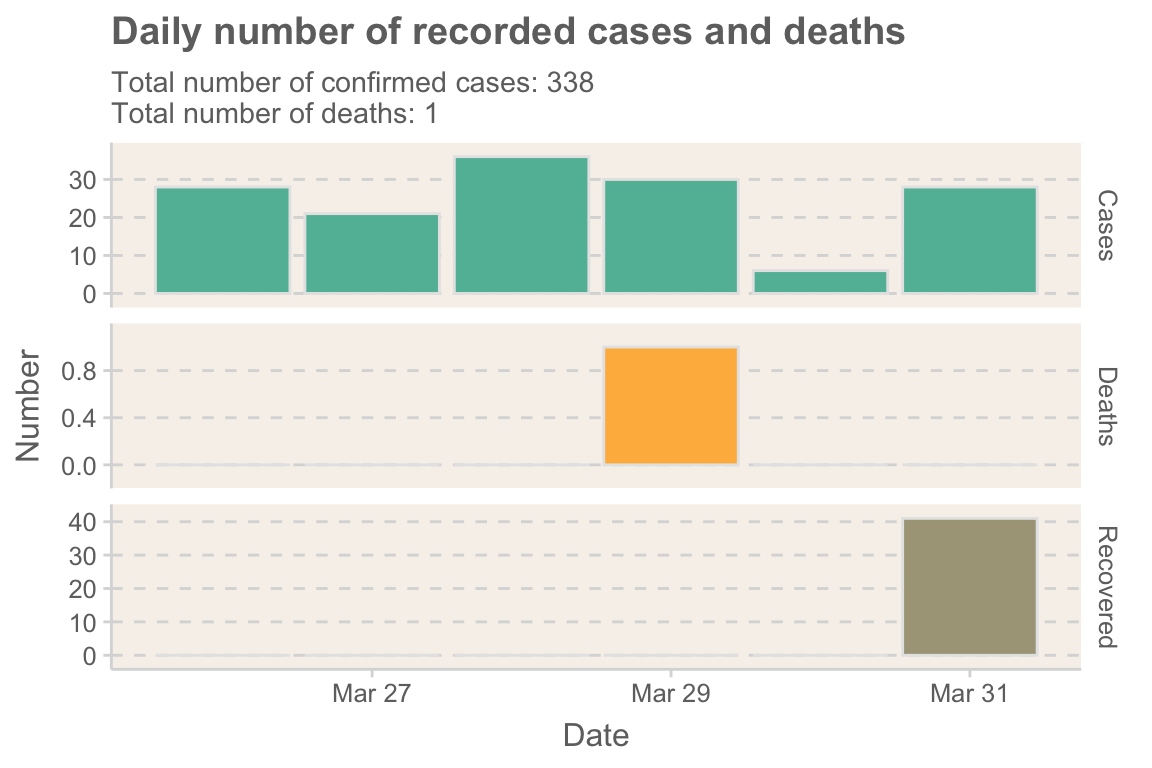 Daily number of recorded cases and deaths
Total number of confirmed cases: 338
Total number of deaths: 1
30
20
10
0
Cases
Number
0.8
0.4
0.0
Deaths
40
30
20
10
0
Recovered
Mar 27
Mar 29
Mar 31
Date